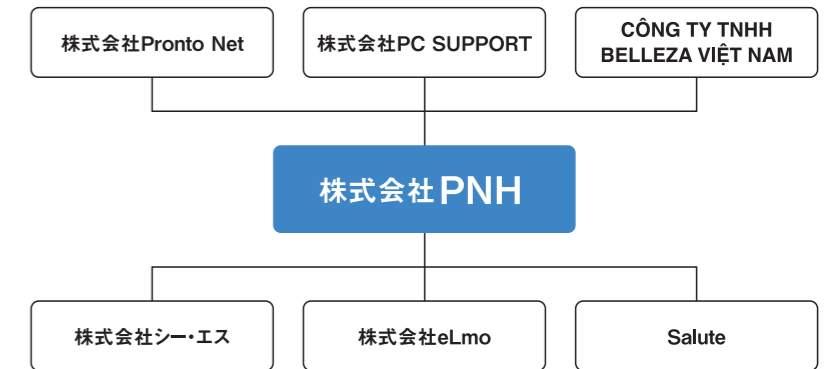 株式会社Pronto Net
株式会社PC SUPPORT
CÔNG TY TNHH
BELLEZA VIỆT NAM
株式会社PNH
株式会社シー・エス
株式会社eLmo
Salute